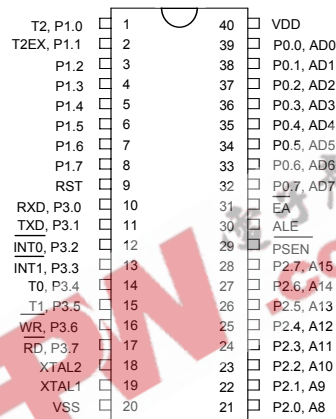 T2, P1.0 1 40 VDD
T2EX, P1.1 2 39 P0.0, AD0
P1.2 3 38 P0.1, AD1
P1.3 4 37 P0.2, AD2
P1.4 5 36 P0.3, AD3
P1.5 6 35 P0.4, AD4
P1.6 7 34 P0.5, AD5
P1.7 8 33 P0.6, AD6
RST 9 32 P0.7, AD7
RXD, P3.0 10 31 EA
TXD, P3.1 11 30 ALE
INT0, P3.2 12 29 PSEN
INT1, P3.3 13 28 P2.7, A15
T0, P3.4 14 27 P2.6, A14
T1, P3.5 15 26 P2.5, A13
WR, P3.6 16 25 P2.4, A12
RD, P3.7 17 24 P2.3, A11
XTAL2 18 23 P2.2, A10
XTAL1 19 22 P2.1, A9
VSS 20 21 P2.0, A8